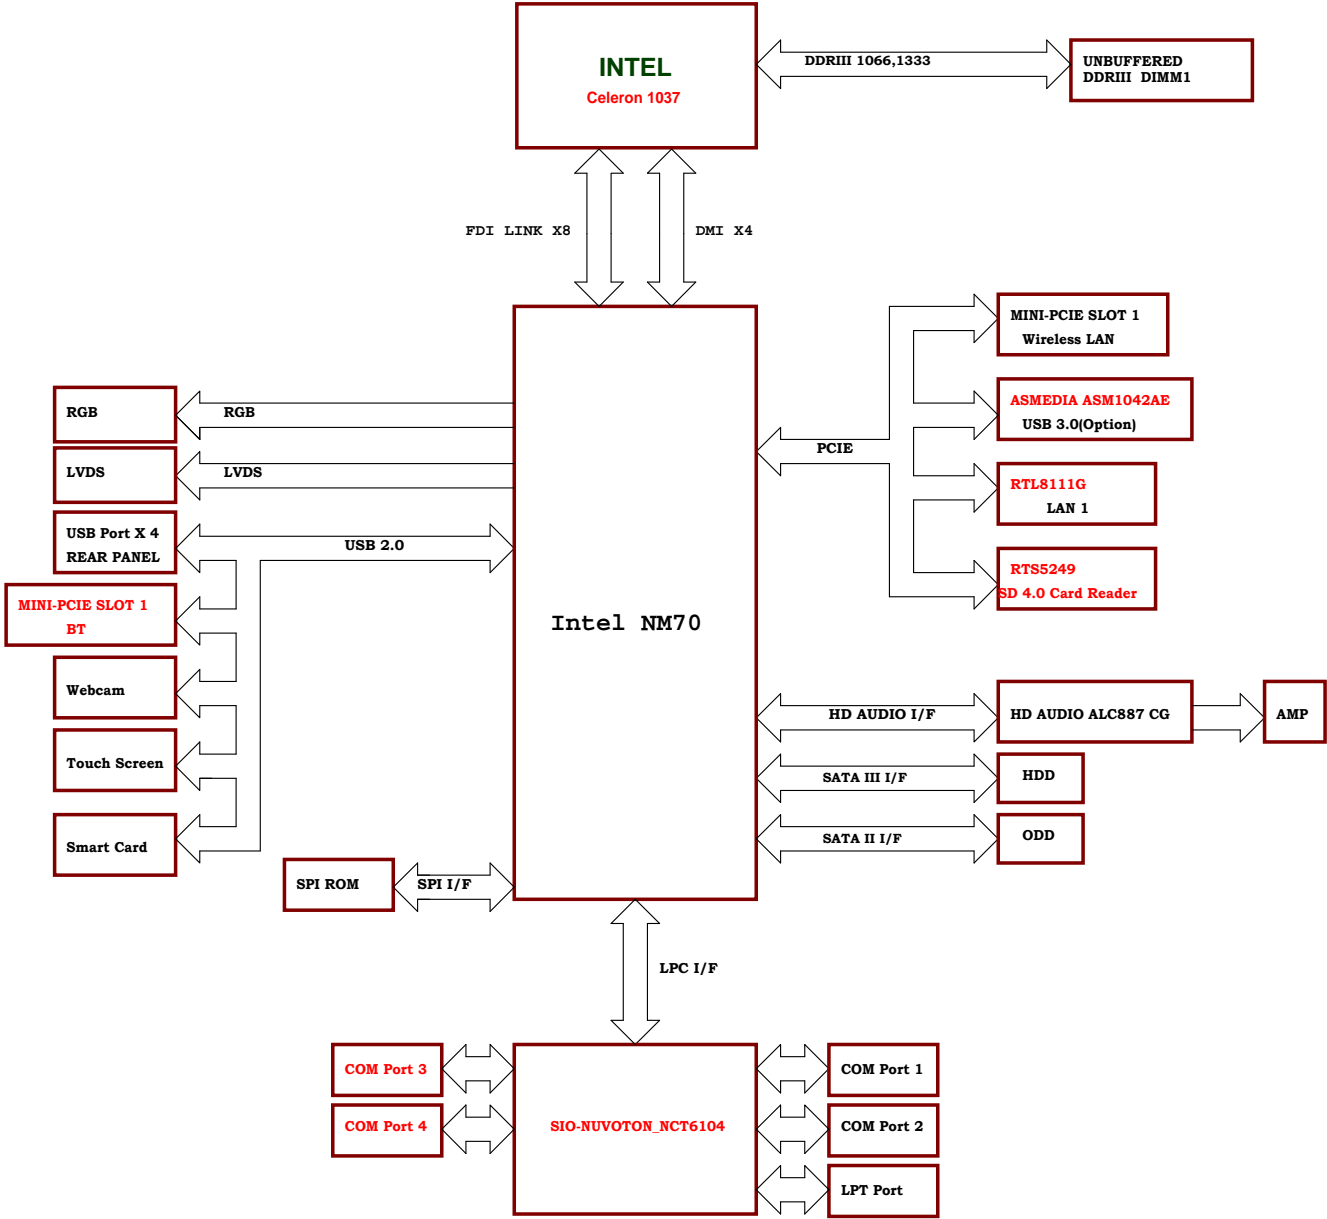 INTEL
Celeron 1037
DDRIII 1066,1333
UNBUFFERED
DDRIII DIMM1
FDI LINK X8
DMI X4
MINI-PCIE SLOT 1
Wireless LAN
ASMEDIA ASM1042AE
USB 3.0(Option)
PCIE
RTL8111G
LAN 1
RTS5249
SD 4.0 Card Reader
RGB
RGB
LVDS
LVDS
USB Port X 4
REAR PANEL
USB 2.0
MINI-PCIE SLOT 1
BT
Webcam
Touch Screen
Smart Card
Intel NM70
HD AUDIO I/F
HD AUDIO ALC887 CG
AMP
SATA III I/F
HDD
SATA II I/F
ODD
SPI ROM
SPI I/F
LPC I/F
COM Port 3
COM Port 4
SIO-NUVOTON_NCT6104
COM Port 1
COM Port 2
LPT Port